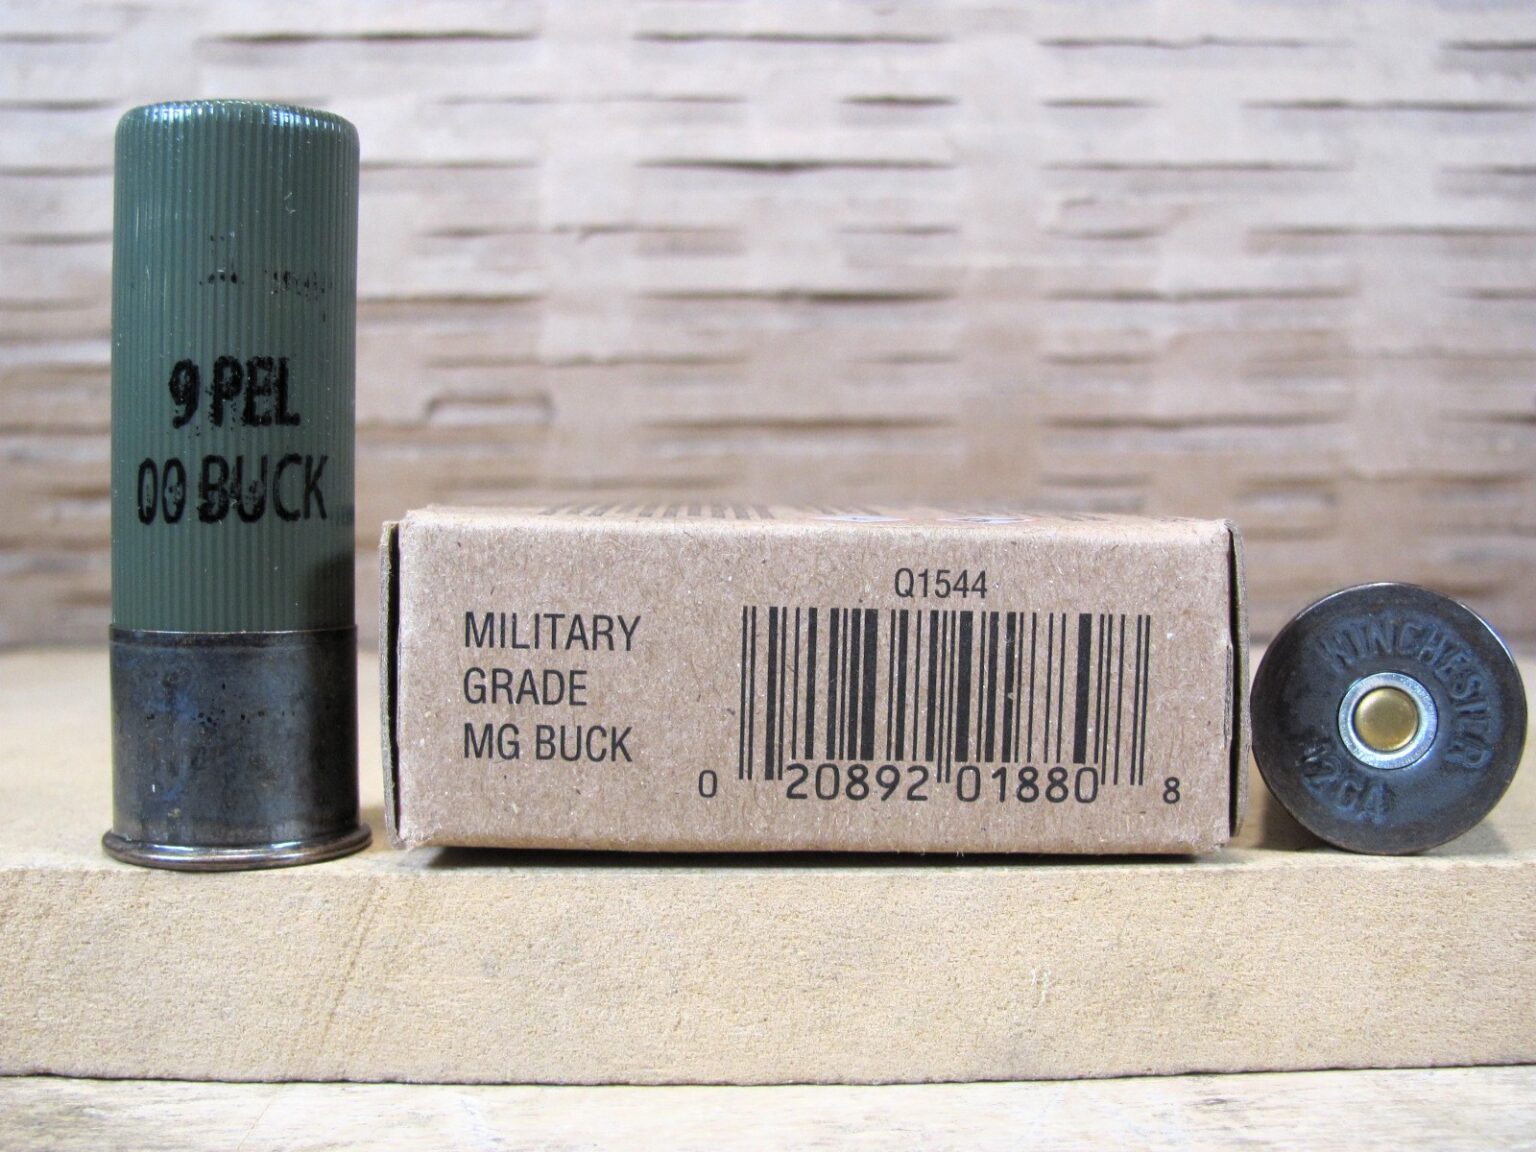 9 PEL
00 BUCK
MILITARY
GRADE
MG BUCK
Q1544
0 20892 01880 8
WINCHESTER
12GA